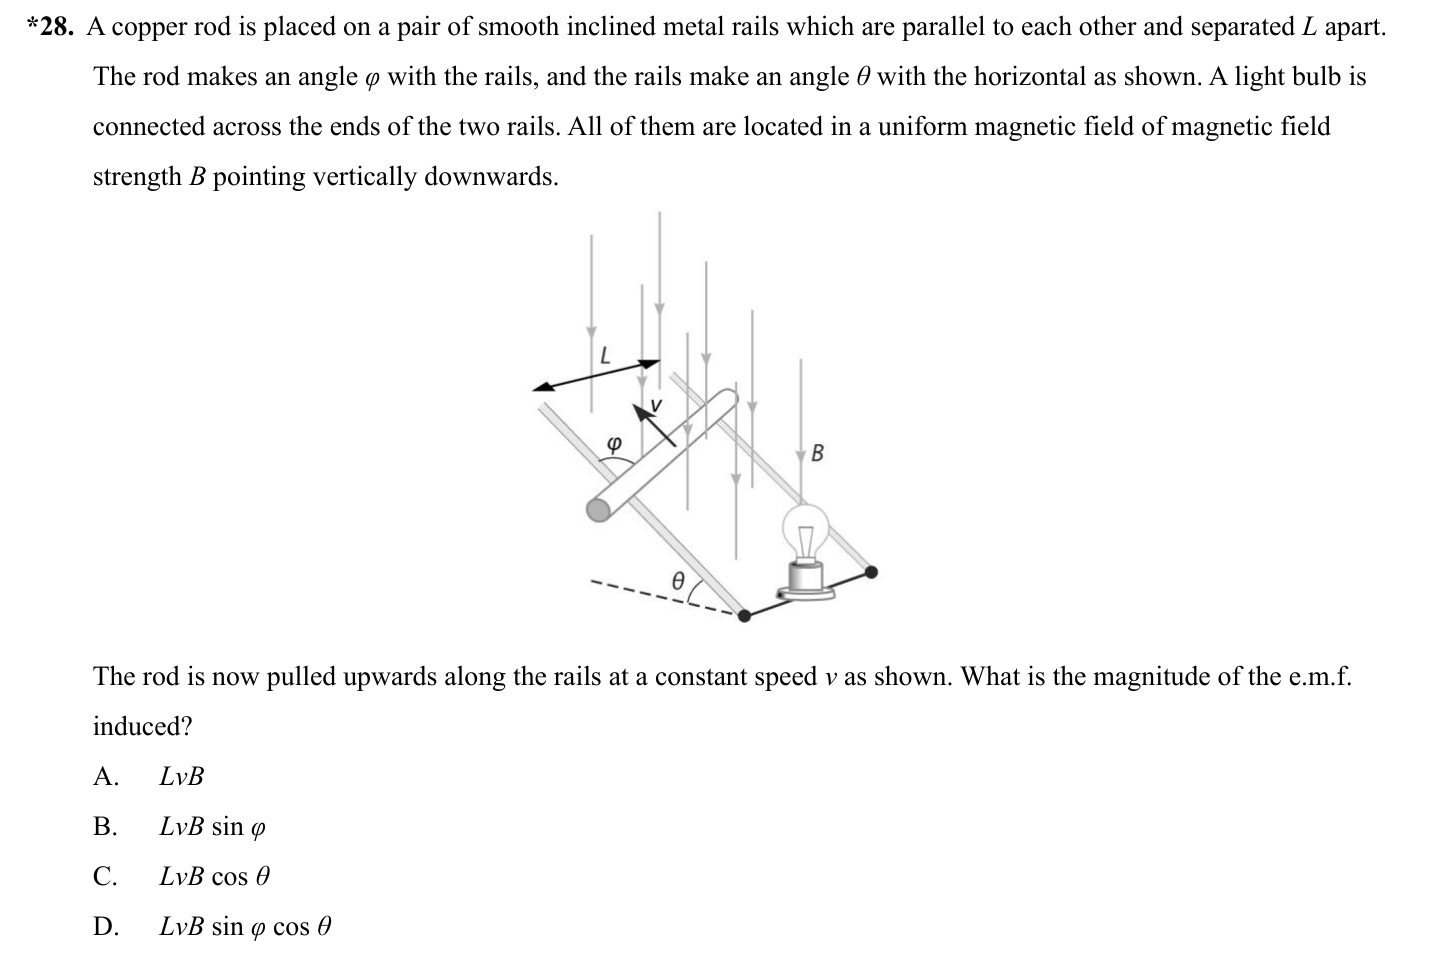 *28. A copper rod is placed on a pair of smooth inclined metal rails which are parallel to each other and separated L apart.
The rod makes an angle φ with the rails, and the rails make an angle θ with the horizontal as shown. A light bulb is
connected across the ends of the two rails. All of them are located in a uniform magnetic field of magnetic field
strength B pointing vertically downwards.
L
v
φ
B
θ
The rod is now pulled upwards along the rails at a constant speed v as shown. What is the magnitude of the e.m.f.
induced?
A. LvB
B. LvB sin φ
C. LvB cos θ
D. LvB sin φ cos θ